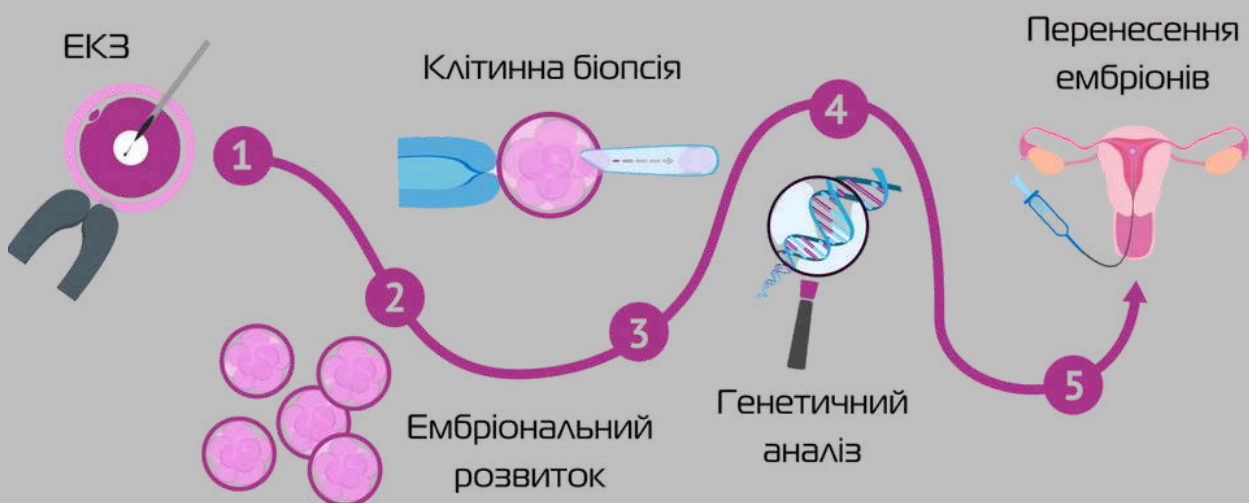 ЕКЗ
1
2
Ембріональний
розвиток
Клітинна біопсія
3
4
Генетичний
аналіз
Перенесення
ембріонів
5